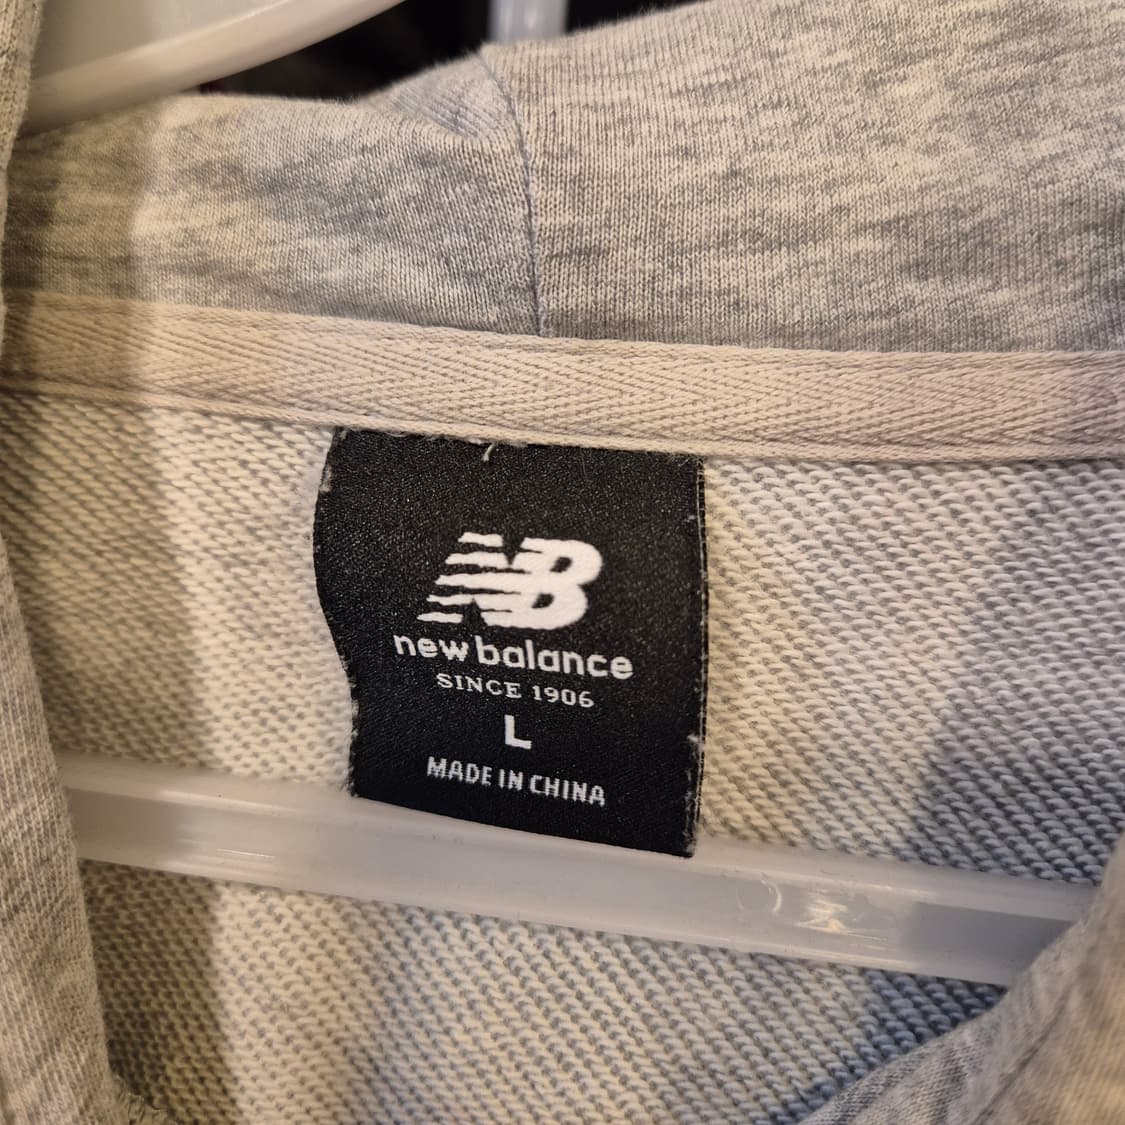 NB
new balance
SINCE 1906
L
MADE IN CHINA